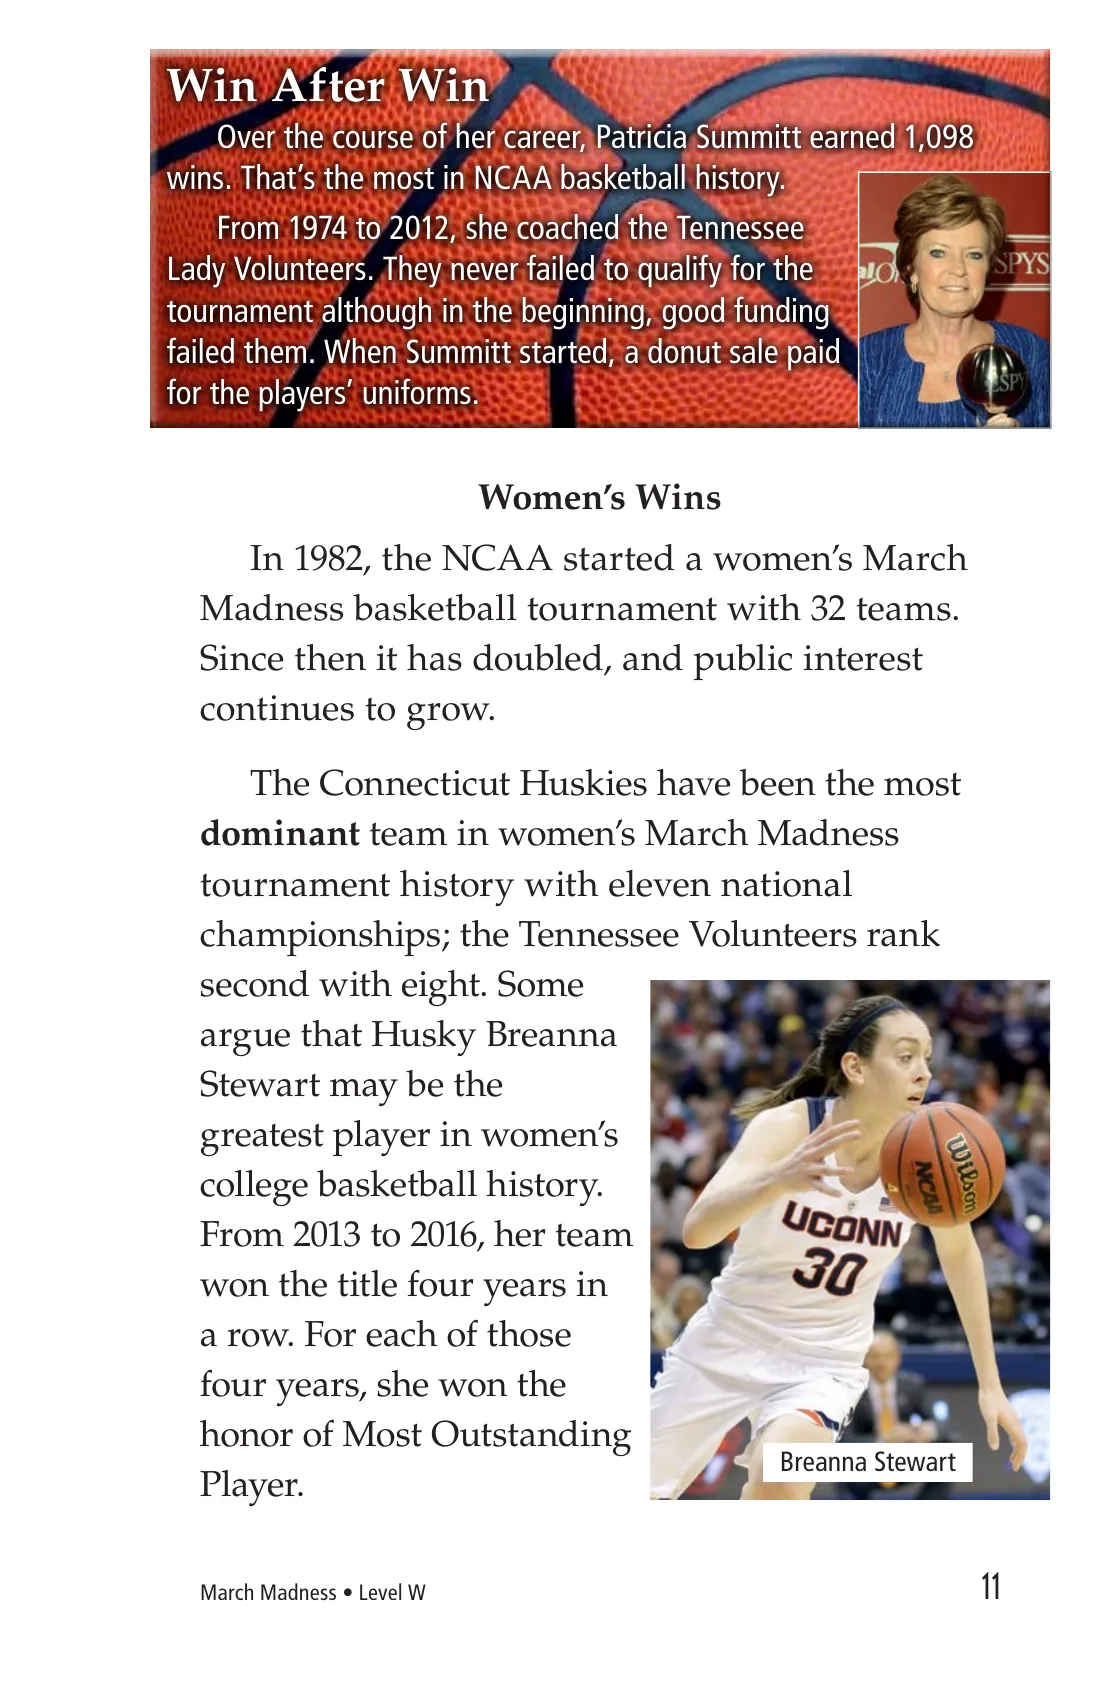 Win After Win
Over the course of her career, Patricia Summitt earned 1,098
wins. That’s the most in NCAA basketball history.
From 1974 to 2012, she coached the Tennessee
Lady Volunteers. They never failed to qualify for the
tournament although in the beginning, good funding
failed them. When Summitt started, a donut sale paid
for the players’ uniforms.
SPYS
ESPY
Women’s Wins
In 1982, the NCAA started a women’s March
Madness basketball tournament with 32 teams.
Since then it has doubled, and public interest
continues to grow.
The Connecticut Huskies have been the most
dominant team in women’s March Madness
tournament history with eleven national
championships; the Tennessee Volunteers rank
second with eight. Some
argue that Husky Breanna
Stewart may be the
greatest player in women’s
college basketball history.
From 2013 to 2016, her team
won the title four years in
a row. For each of those
four years, she won the
honor of Most Outstanding
Player.
Wilson
NCAA
UCONN
30
Breanna Stewart
March Madness • Level W
11